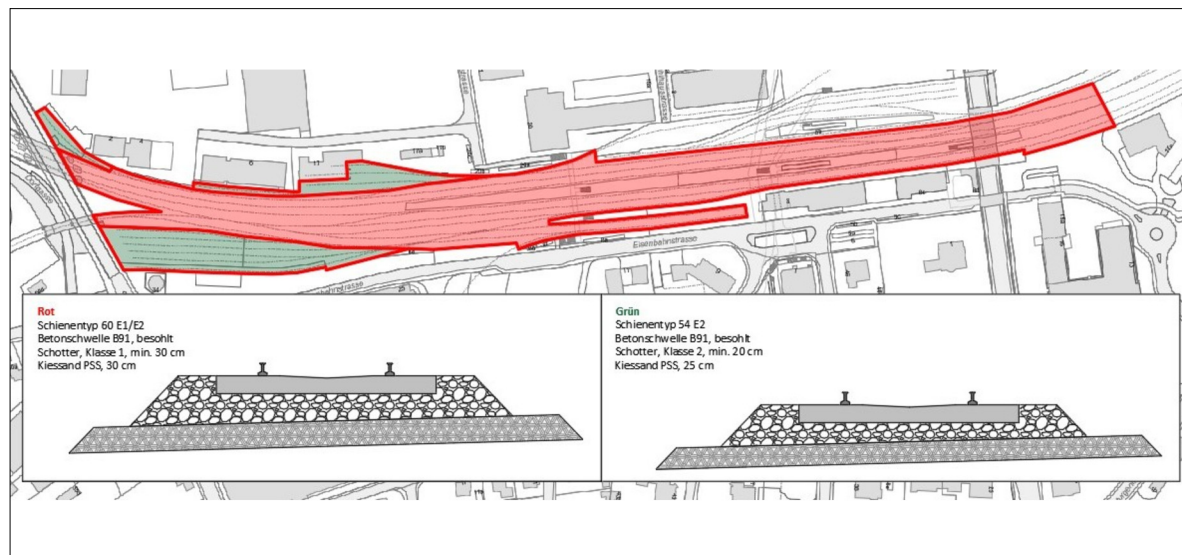 Eisenbahnstrasse
Rot
Schienentyp 60 E1/E2
Betonschwelle B91, besohlt
Schotter, Klasse 1, min. 30 cm
Kiessand PSS, 30 cm
Grün
Schienentyp 54 E2
Betonschwelle B91, besohlt
Schotter, Klasse 2, min. 20 cm
Kiessand PSS, 25 cm